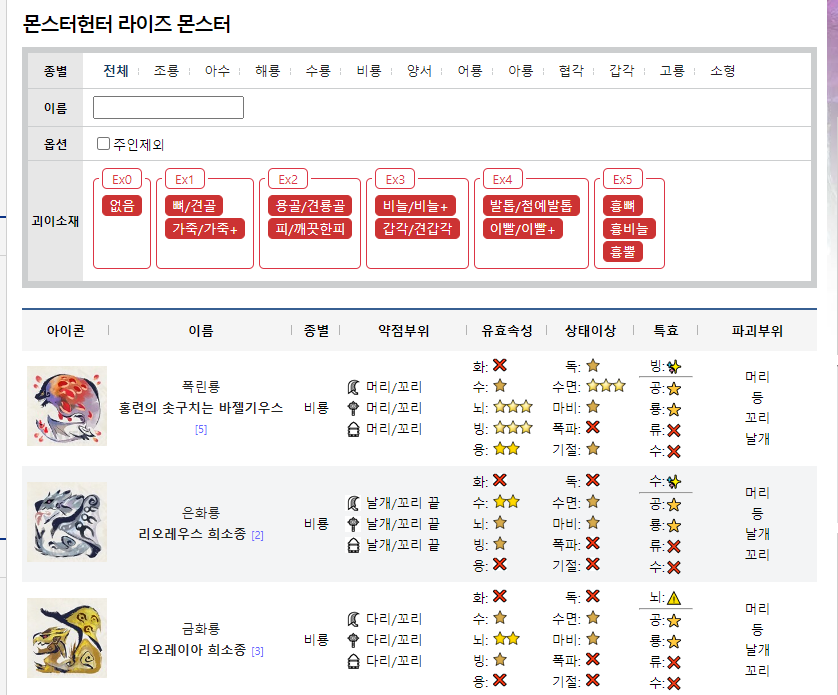 몬스터헌터 라이즈 몬스터
종별 전체 조룡 아수 해룡 수룡 비룡 양서 어룡 아룡 협각 갑각 고룡 소형
이름
옵션 주인제외
괴이소재
Ex0
없음
Ex1
뼈/견골
가죽/가죽+
Ex2
용골/견룡골
피/깨끗한피
Ex3
비늘/비늘+
갑각/견갑각
Ex4
발톱/첨예발톱
이빨/이빨+
Ex5
흉뼈
흉비늘
흉뿔
아이콘 이름 종별 약점부위 유효속성 상태이상 특효 파괴부위
폭린룡
홍련의 솟구치는 바젤기우스
[5]
비룡
머리/꼬리
머리/꼬리
머리/꼬리
화:
수:
뇌:
빙:
용:
독:
수면:
마비:
폭파:
기절:
빙:
공:
룡:
류:
수:
머리
등
꼬리
날개
은화룡
리오레우스 희소종 [2]
비룡
날개/꼬리 끝
날개/꼬리 끝
날개/꼬리 끝
화:
수:
뇌:
빙:
용:
독:
수면:
마비:
폭파:
기절:
수:
공:
룡:
류:
수:
머리
등
날개
꼬리
금화룡
리오레이아 희소종 [3]
비룡
다리/꼬리
다리/꼬리
다리/꼬리
화:
수:
뇌:
빙:
용:
독:
수면:
마비:
폭파:
기절:
뇌:
공:
룡:
류:
수:
머리
등
날개
꼬리